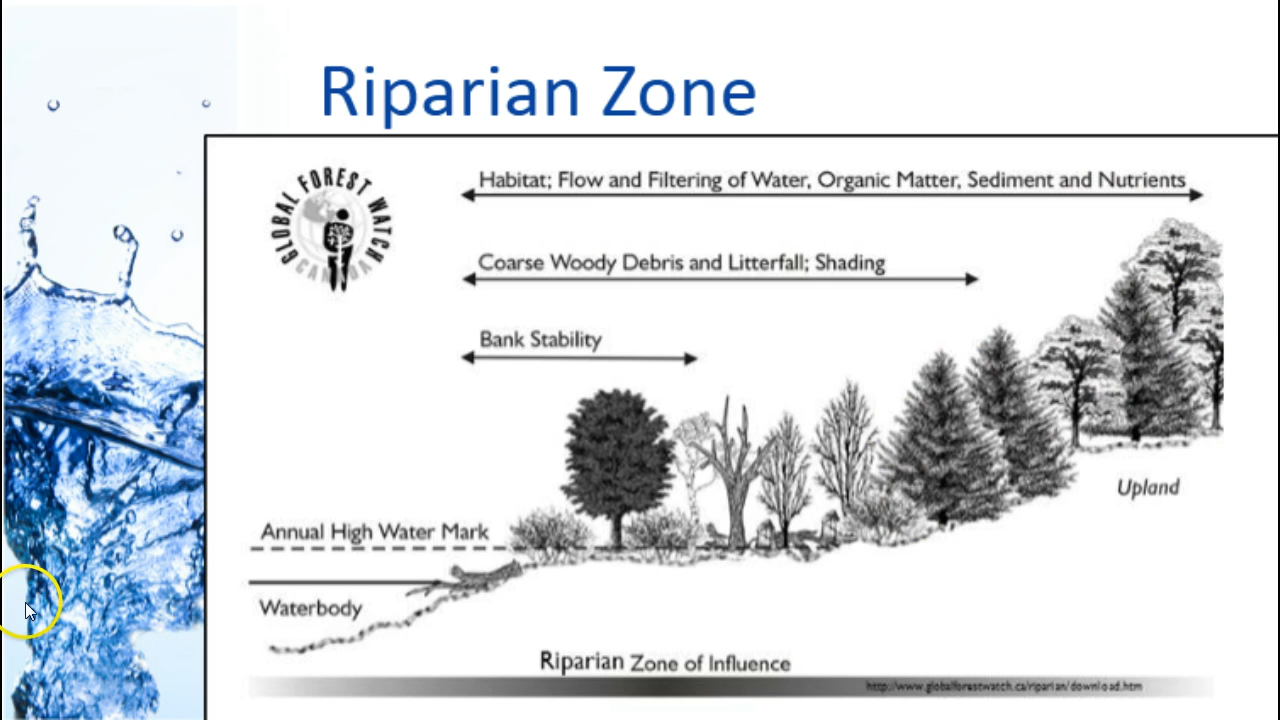 Riparian Zone
GLOBAL FOREST WATCH
CANADA
Habitat; Flow and Filtering of Water, Organic Matter, Sediment and Nutrients
Coarse Woody Debris and Litterfall; Shading
Bank Stability
Upland
Annual High Water Mark
Waterbody
Riparian Zone of Influence
http://www.globalforestwatch.ca/riparian/download.htm